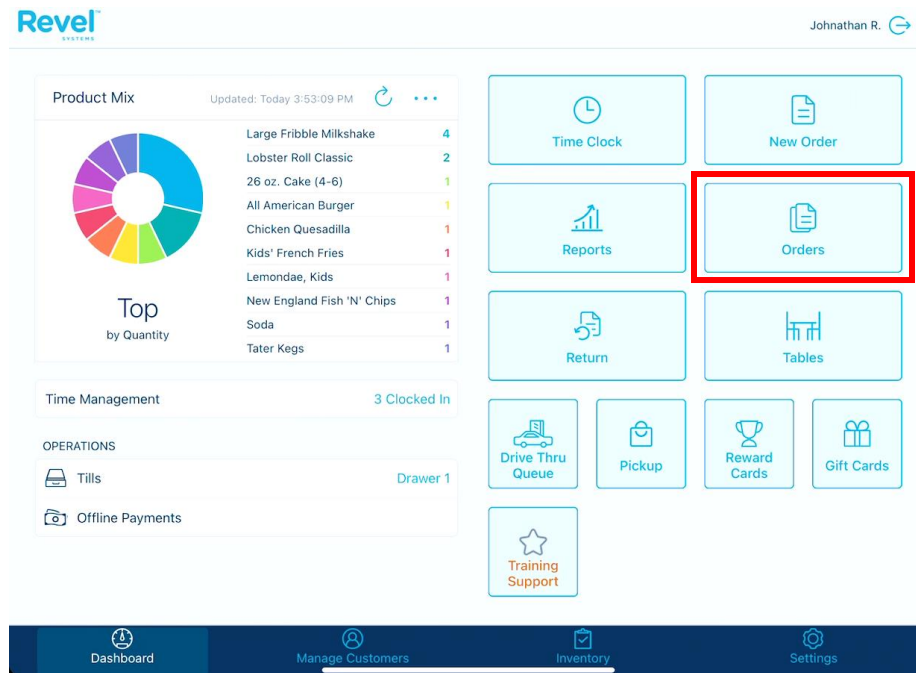 Revel
SYSTEMS
Johnathan R.
Product Mix
Updated: Today 3:53:09 PM
Large Fribble Milkshake 4
Lobster Roll Classic 2
26 oz. Cake (4-6) 1
All American Burger 1
Chicken Quesadilla 1
Kids' French Fries 1
Lemondae, Kids 1
New England Fish 'N' Chips 1
Soda 1
Tater Kegs 1
Top
by Quantity
Time Management 3 Clocked In
OPERATIONS
Tills Drawer 1
Offline Payments
Time Clock
New Order
Reports
Orders
Return
Tables
Drive Thru
Queue
Pickup
Reward
Cards
Gift Cards
Training
Support
Dashboard
Manage Customers
Inventory
Settings